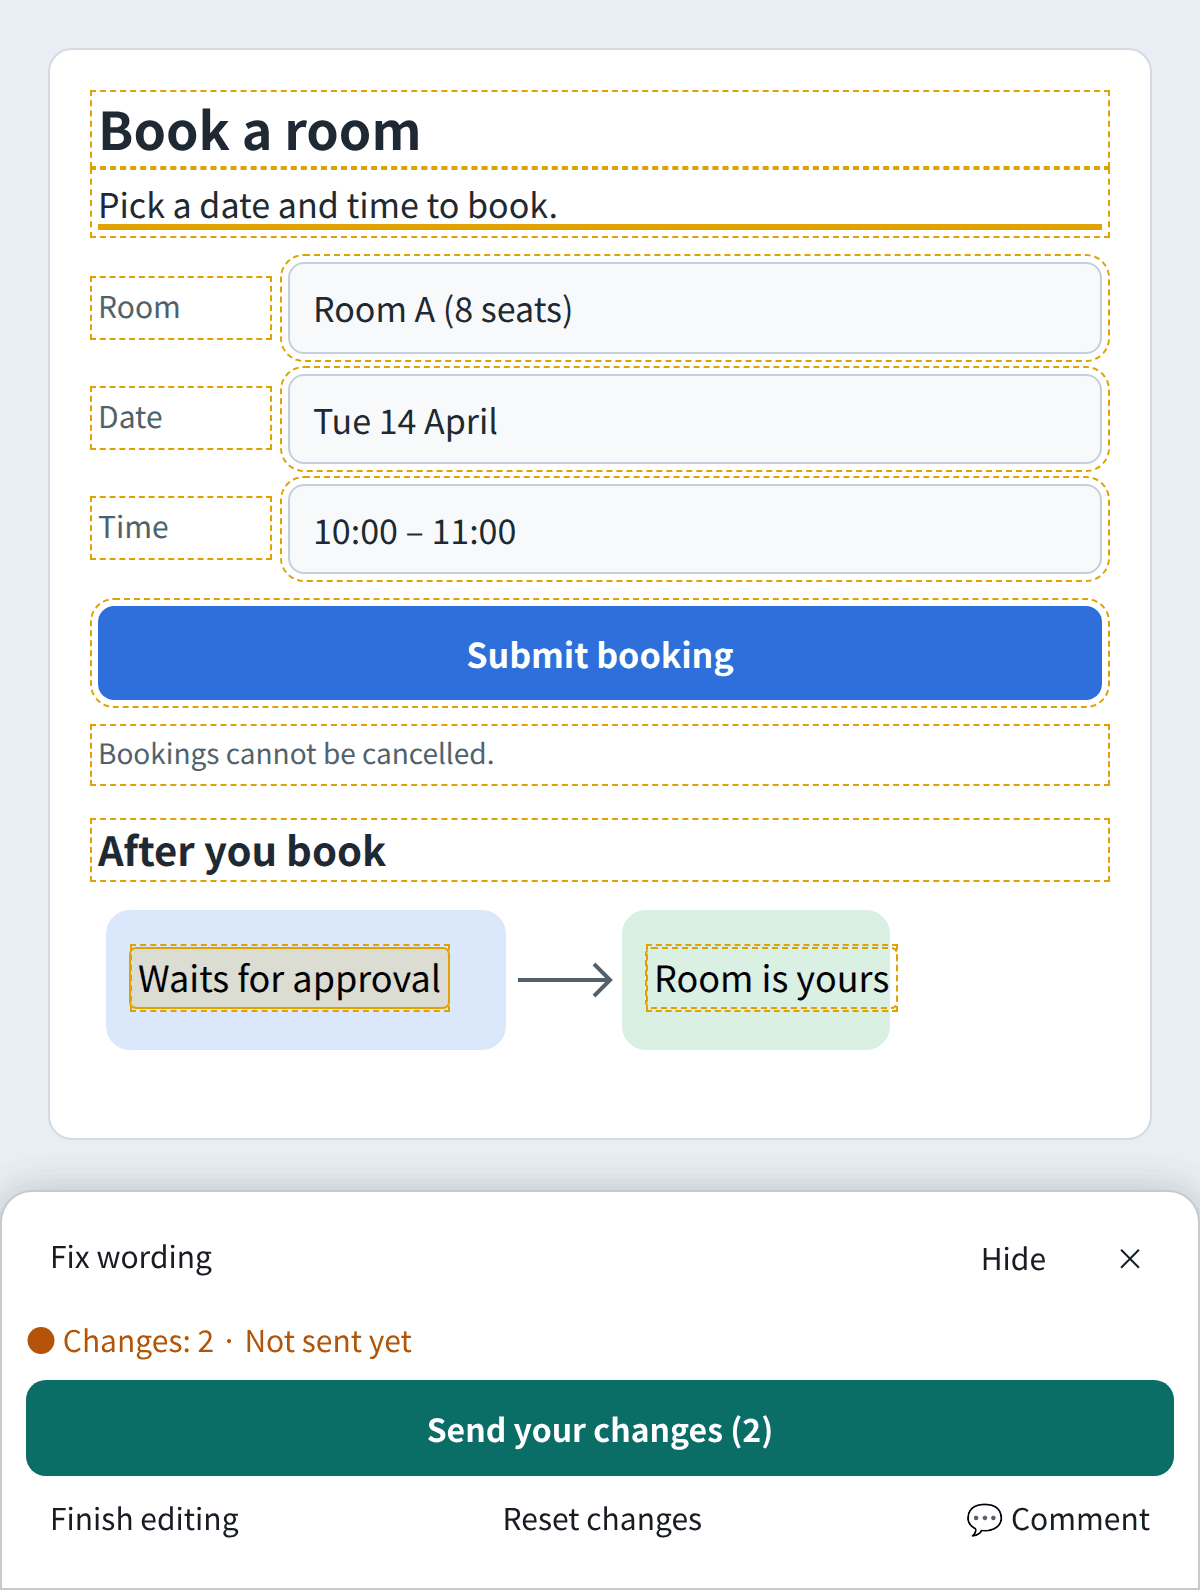 Book a room
Pick a date and time to book.
Room
Room A (8 seats)
Date
Tue 14 April
Time
10:00 – 11:00
Submit booking
Bookings cannot be cancelled.
After you book
Waits for approval
Room is yours
Fix wording
Hide ×
Changes: 2 · Not sent yet
Send your changes (2)
Finish editing
Reset changes
💬 Comment